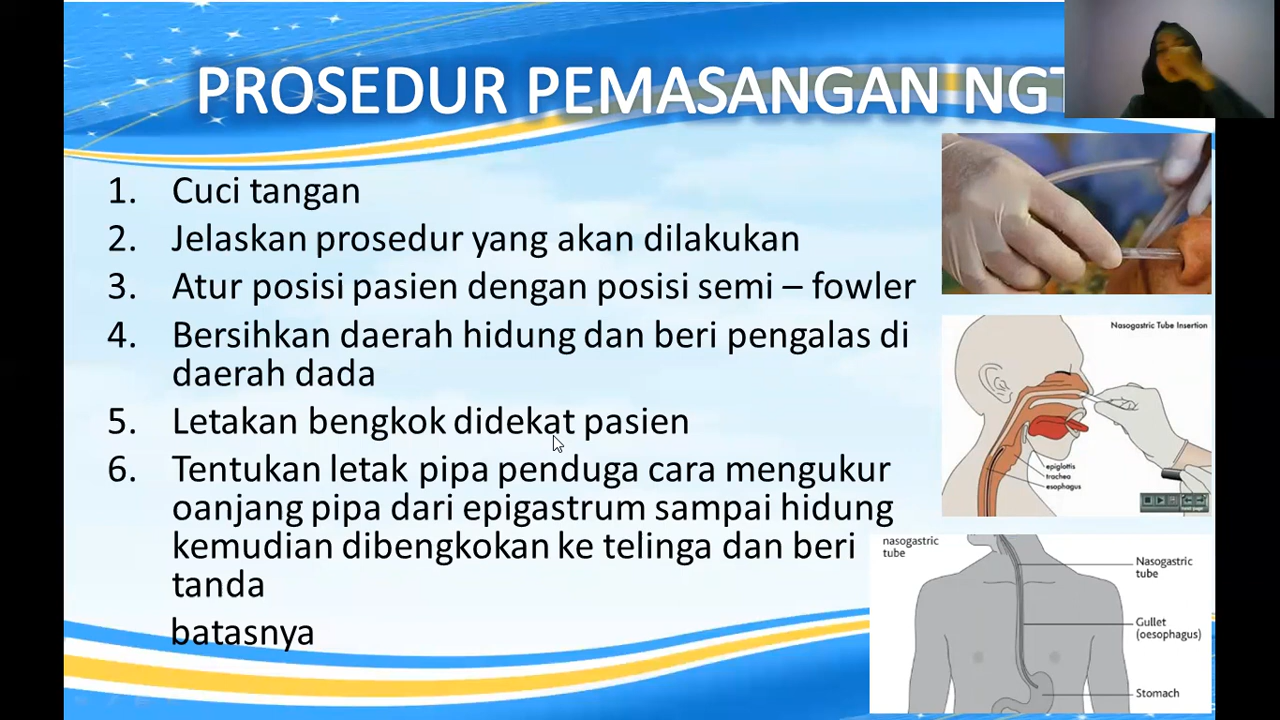 PROSEDUR PEMASANGAN NGT
1. Cuci tangan
2. Jelaskan prosedur yang akan dilakukan
3. Atur posisi pasien dengan posisi semi – fowler
4. Bersihkan daerah hidung dan beri pengalas di
daerah dada
5. Letakan bengkok didekat pasien
6. Tentukan letak pipa penduga cara mengukur
oanjang pipa dari epigastrum sampai hidung
kemudian dibengkokan ke telinga dan beri
tanda
batasnya
Nasogastric Tube Insertion
epiglottis
trachea
esophagus
next page
nasogastric
tube
Nasogastric
tube
Gullet
(oesophagus)
Stomach